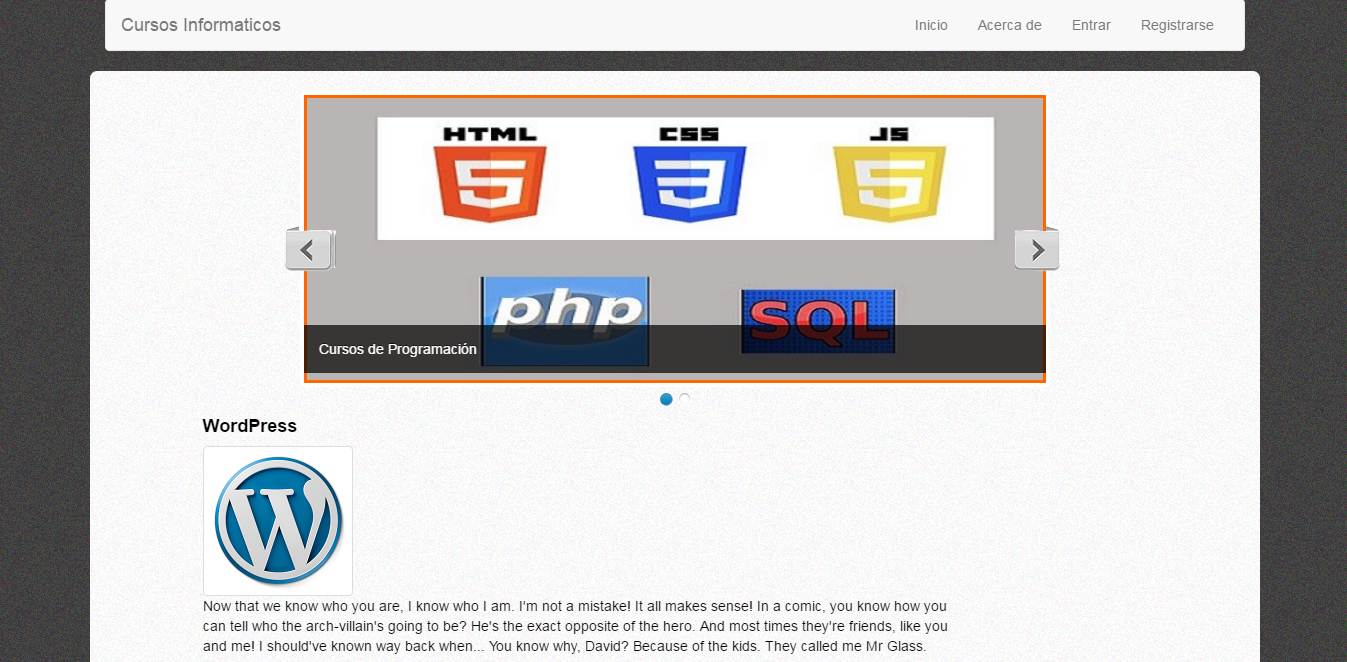 Cursos Informaticos
Inicio
Acerca de
Entrar
Registrarse
HTML
CSS
JS
5
3
5
php
SQL
Cursos de Programación
WordPress
W
Now that we know who you are, I know who I am. I'm not a mistake! It all makes sense! In a comic, you know how you
can tell who the arch-villain's going to be? He's the exact opposite of the hero. And most times they're friends, like you
and me! I should've known way back when... You know why, David? Because of the kids. They called me Mr Glass.